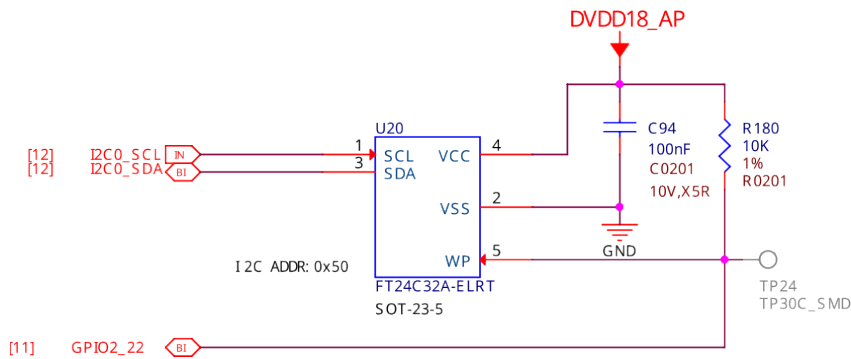 DVDD18_AP
U20
C94
100nF
C0201
10V,X5R
R180
10K
1%
R0201
[12] I2C0_SCL IN 1 SCL VCC 4
[12] I2C0_SDA BI 3 SDA
VSS 2
GND
I2C ADDR: 0x50
WP 5
FT24C32A-ELRT
SOT-23-5
TP24
TP30C_SMD
[11] GPIO2_22 BI